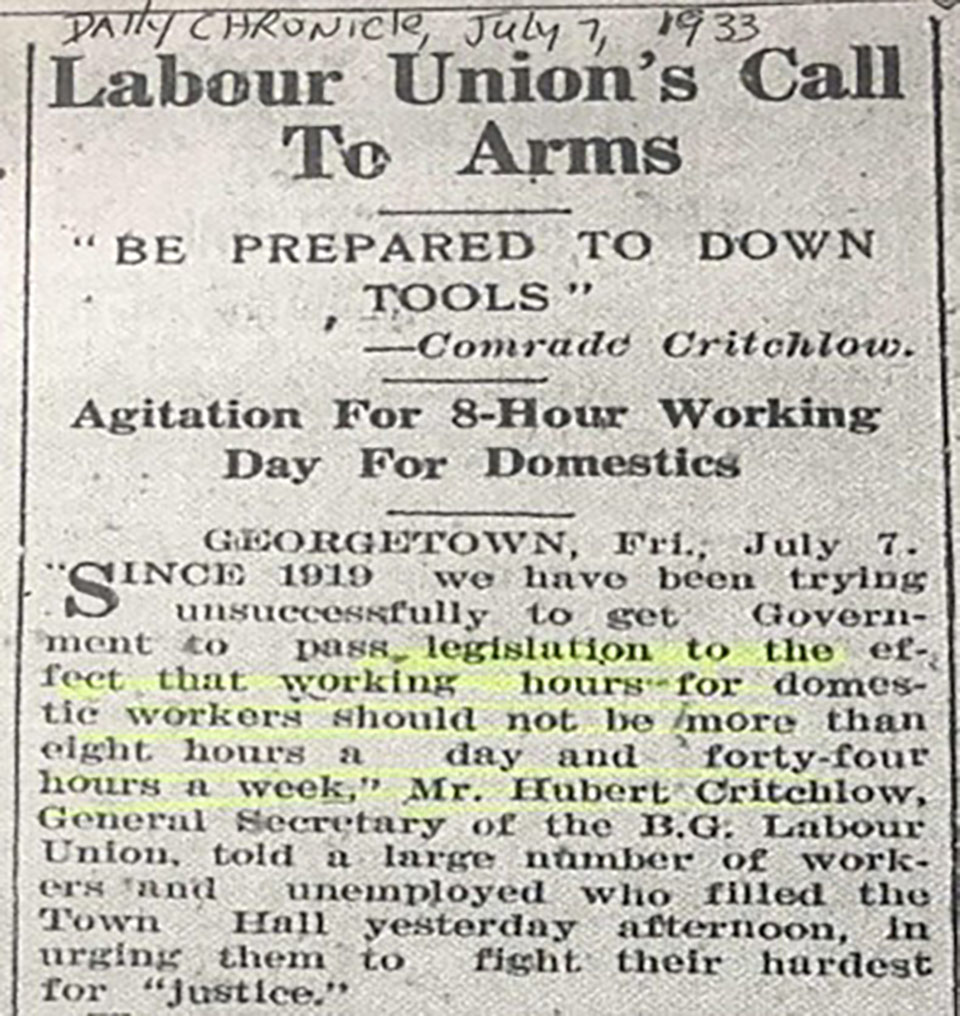 Daily Chronicle, July 7, 1933
Labour Union's Call
To Arms
"BE PREPARED TO DOWN
TOOLS"
—Comrade Critchlow.
Agitation For 8-Hour Working
Day For Domestics
GEORGETOWN, Fri., July 7.
"SINCE 1919 we have been trying
unsuccessfully to get Govern-
ment to pass legislation to the ef-
fect that working hours for domes-
tic workers should not be more than
eight hours a day and forty-four
hours a week," Mr. Hubert Critchlow,
General Secretary of the B.G. Labour
Union, told a large number of work-
ers and unemployed who filled the
Town Hall yesterday afternoon, in
urging them to fight their hardest
for "justice."